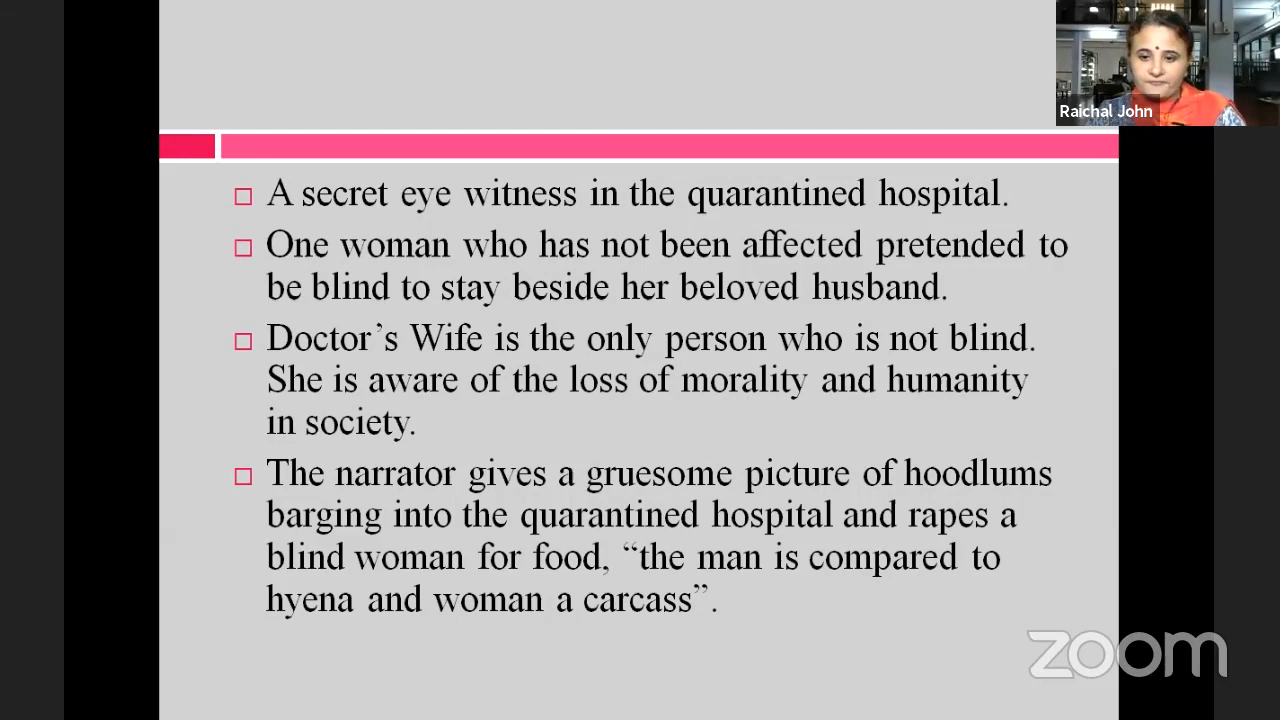 Raichal John
A secret eye witness in the quarantined hospital.
One woman who has not been affected pretended to
be blind to stay beside her beloved husband.
Doctor’s Wife is the only person who is not blind.
She is aware of the loss of morality and humanity
in society.
The narrator gives a gruesome picture of hoodlums
barging into the quarantined hospital and rapes a
blind woman for food, “the man is compared to
hyena and woman a carcass”.
zoom